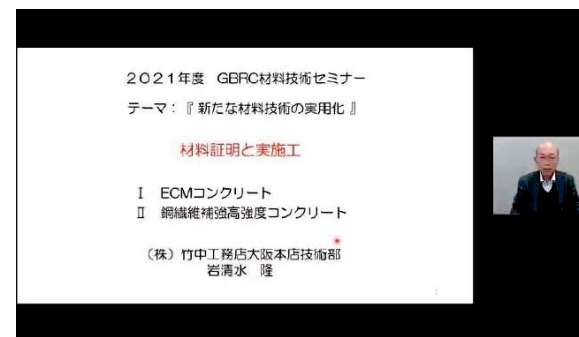 2021年度 GBRC材料技術セミナー
テーマ:『 新たな材料技術の実用化 』
材料証明と実施工
Ⅰ ECMコンクリート
Ⅱ 鋼繊維補強高強度コンクリート
(株) 竹中工務店大阪本店技術部
岩清水 隆